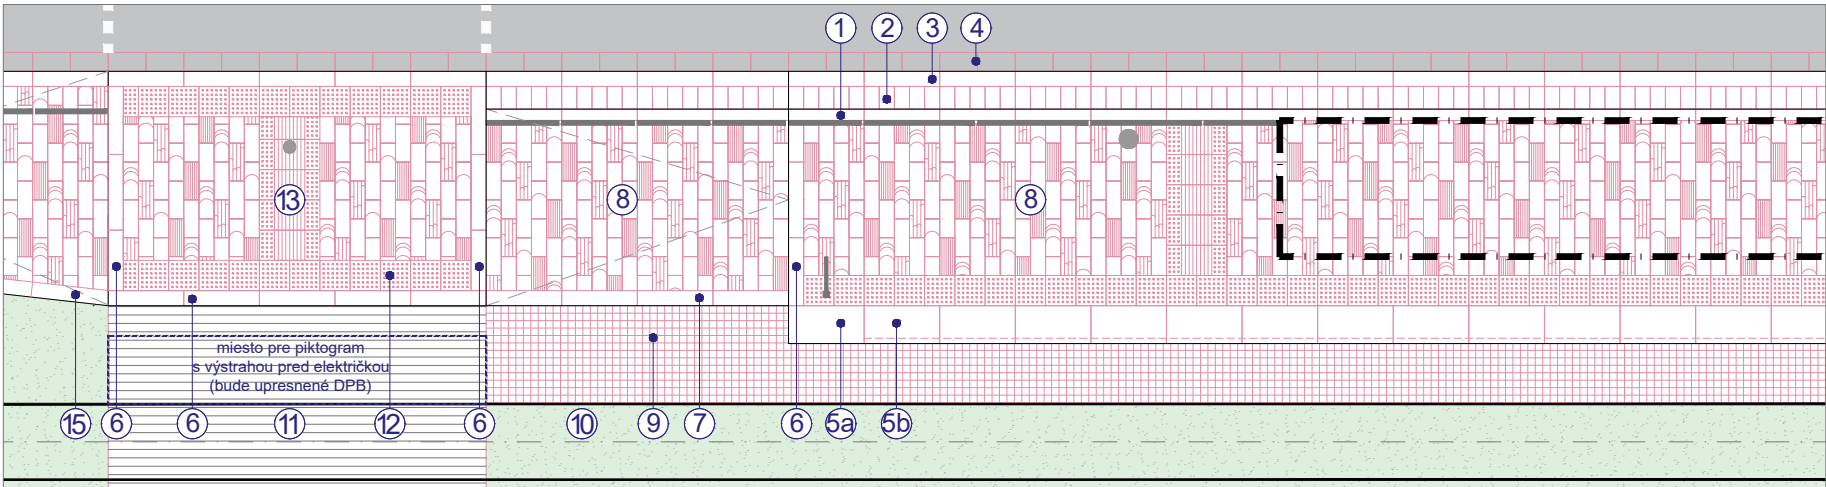 1 2 3 4
13 8 8
miesto pre piktogram
s výstrahou pred električkou
(bude upresnené DPB)
15 6 6 11 12 6 10 9 7 6 5a 5b